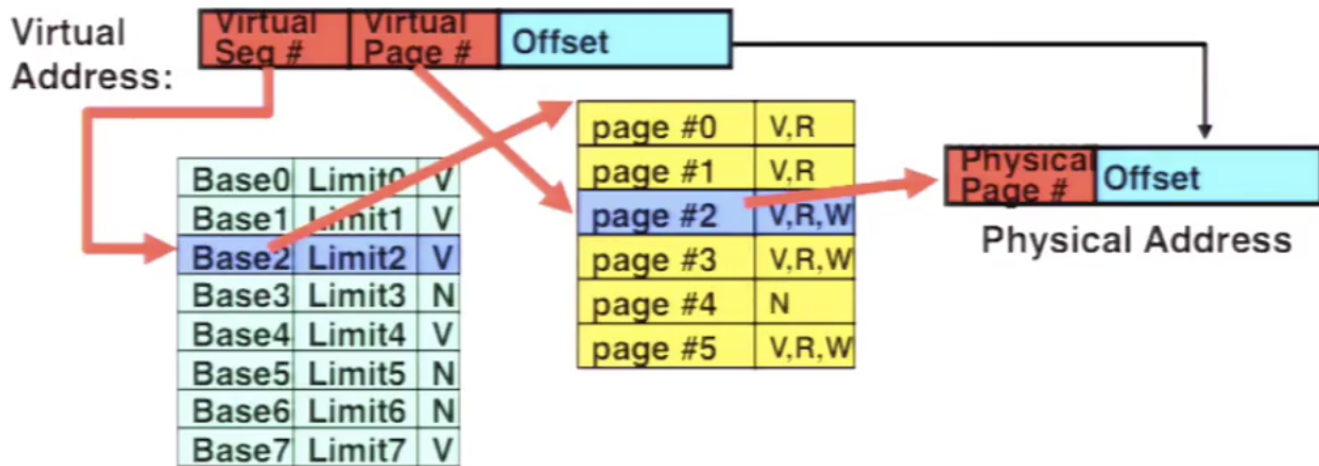 Virtual
Address:
Virtual
Seg #
Virtual
Page #
Offset
page #0 V,R
page #1 V,R
page #2 V,R,W
page #3 V,R,W
page #4 N
page #5 V,R,W
Physical
Page #
Offset
Physical Address
Base0 Limit0 V
Base1 Limit1 V
Base2 Limit2 V
Base3 Limit3 N
Base4 Limit4 V
Base5 Limit5 N
Base6 Limit6 N
Base7 Limit7 V